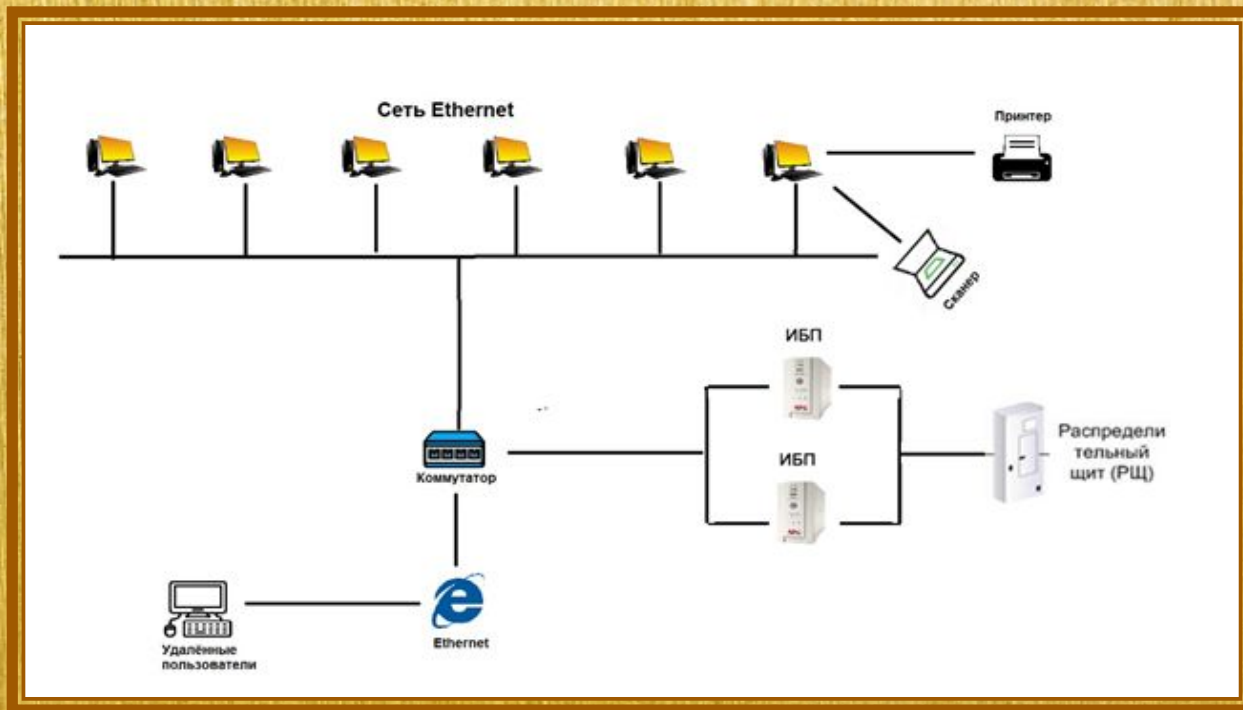 Сеть Ethernet
Принтер
Сканер
ИБП
ИБП
Распредели
тельный
щит (РЩ)
Коммутатор
Ethernet
Удалённые
пользователи